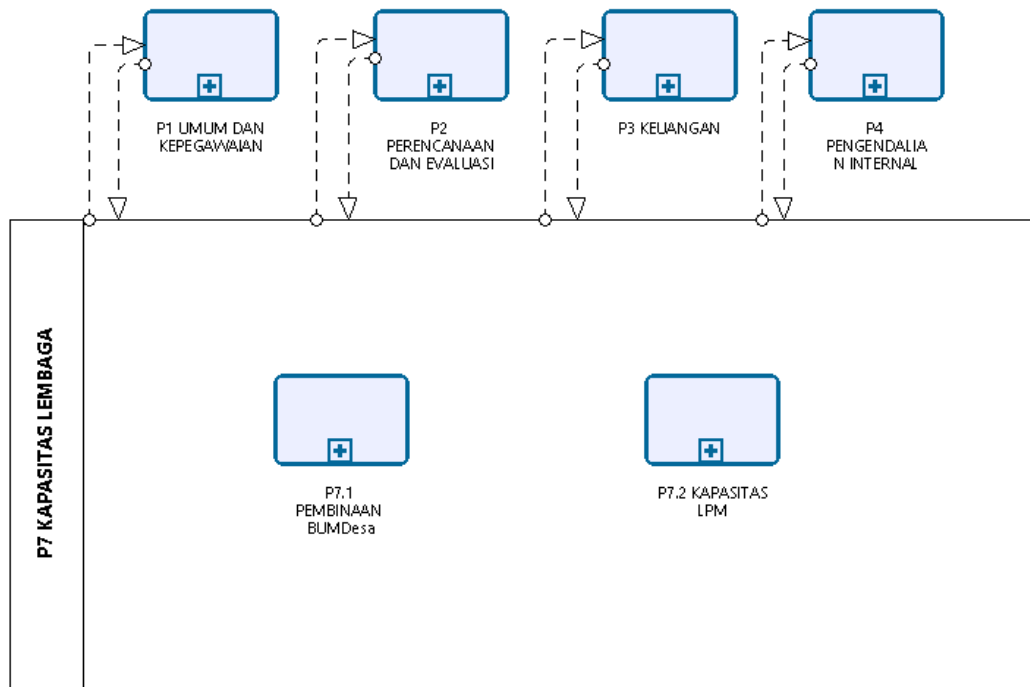 P1 UMUM DAN
KEPEGAWAIAN
P2
PERENCANAAN
DAN EVALUASI
P3 KEUANGAN
P4
PENGENDALIA
N INTERNAL
P7 KAPASITAS LEMBAGA
P7.1
PEMBINAAN
BUMDesa
P7.2 KAPASITAS
LPM